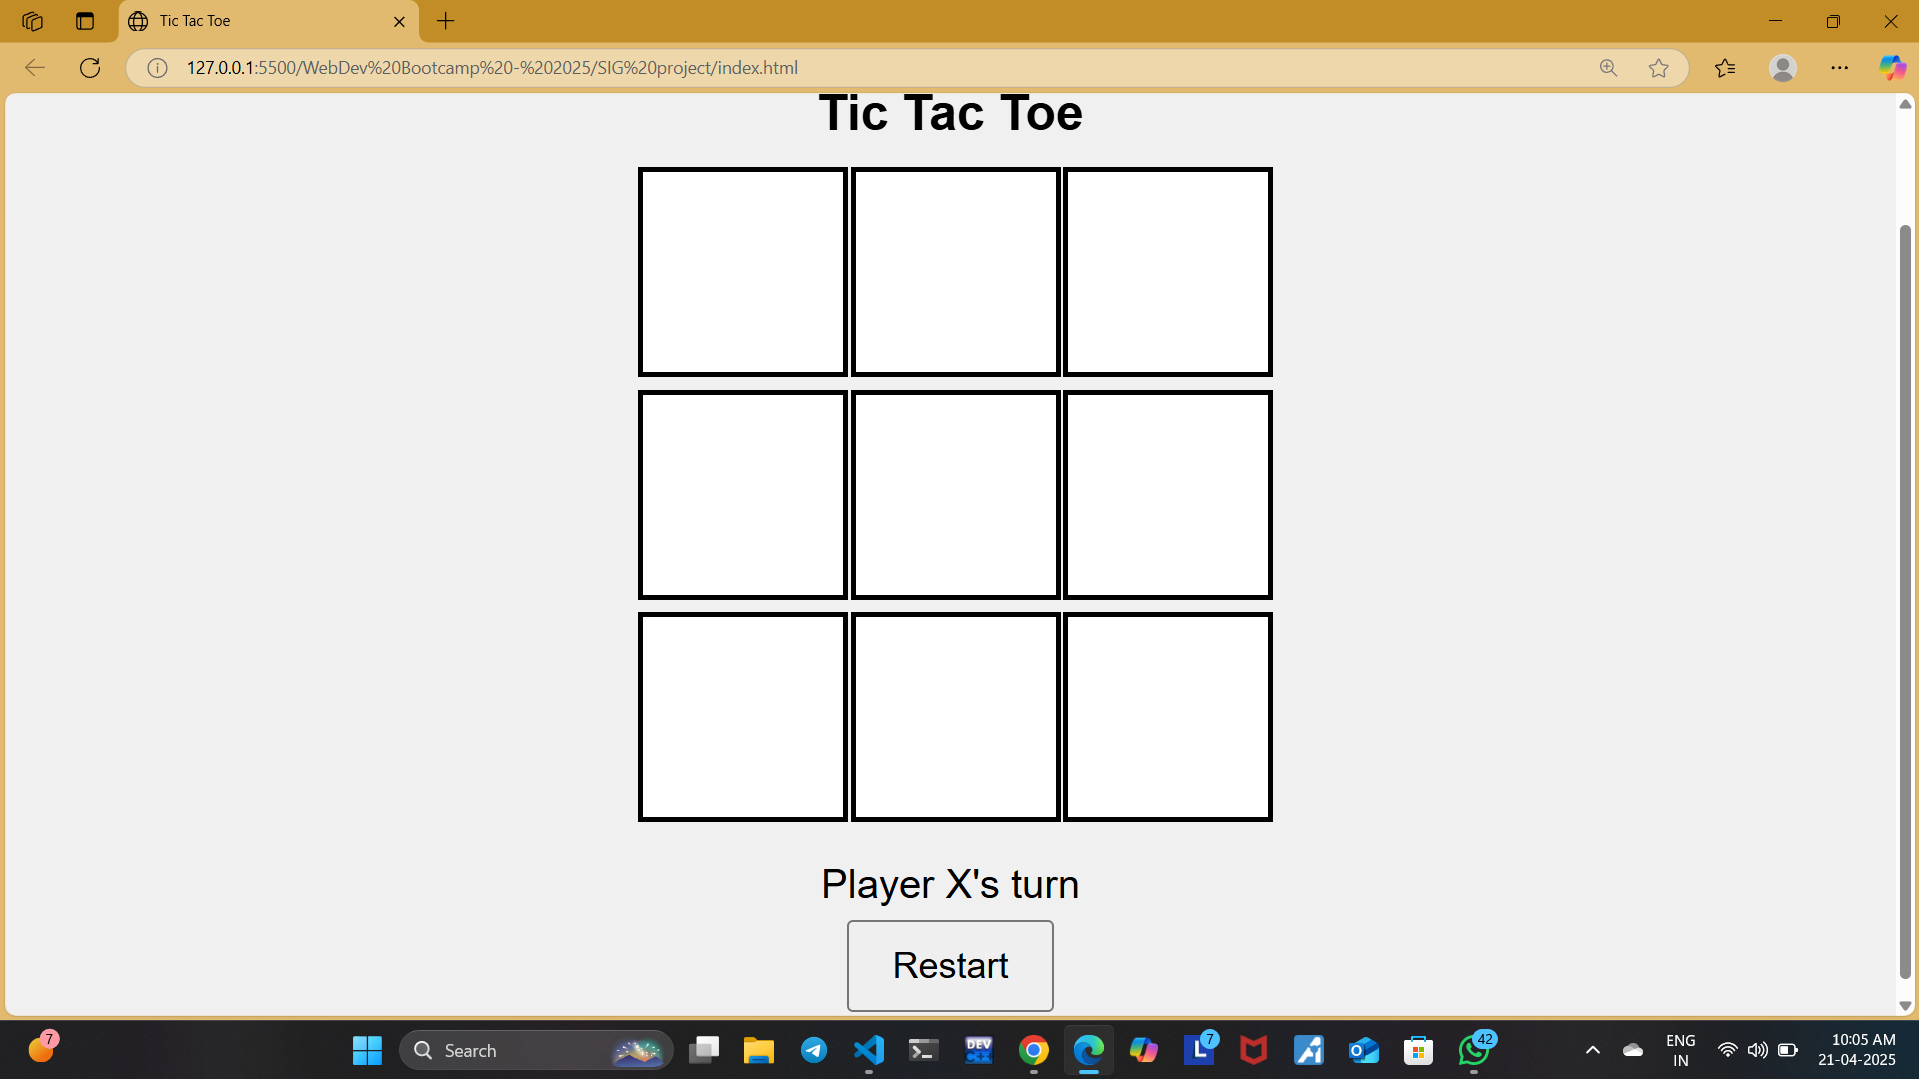 Tic Tac Toe
127.0.0.1:5500/WebDev%20Bootcamp%20-%202025/SIG%20project/index.html
Tic Tac Toe
Player X's turn
Restart
7
Search
DEV
C++
L
7
O
42
ENG
IN
10:05 AM
21-04-2025